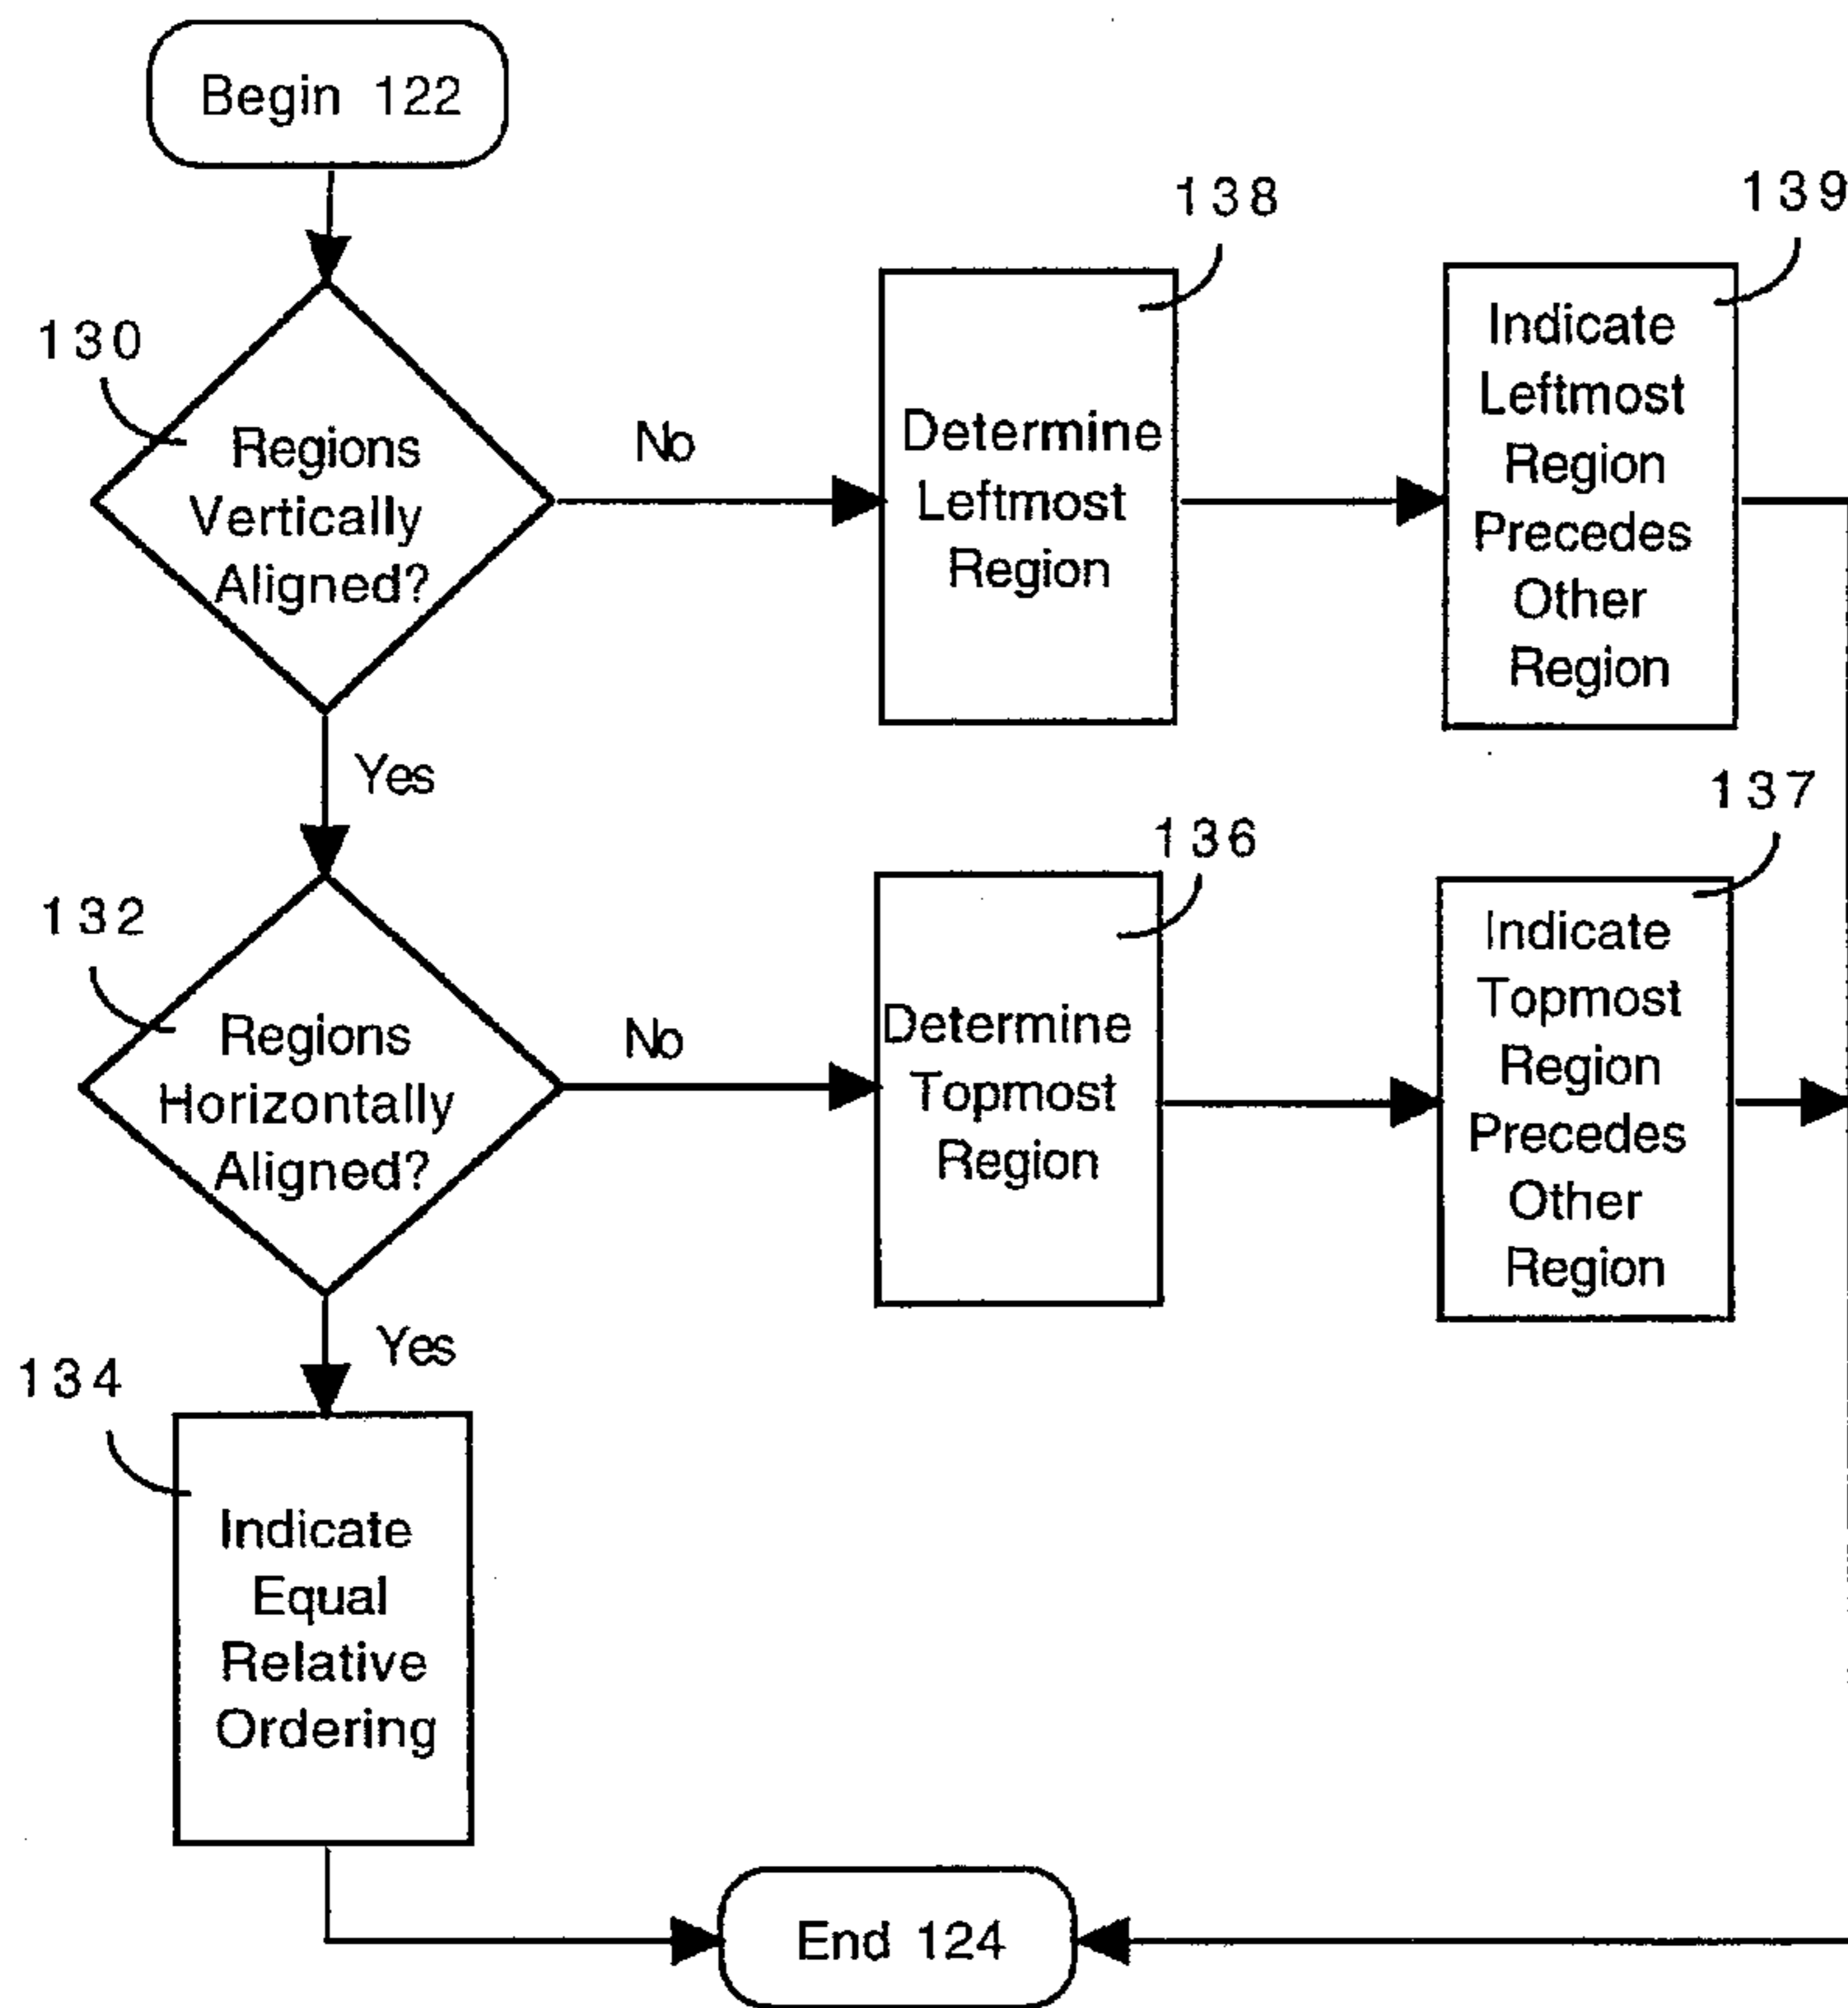 Begin 122
130
Regions
Vertically
Aligned?
No
138
Determine
Leftmost
Region
139
Indicate
Leftmost
Region
Precedes
Other
Region
Yes
132
Regions
Horizontally
Aligned?
No
136
Determine
Topmost
Region
137
Indicate
Topmost
Region
Precedes
Other
Region
Yes
134
Indicate
Equal
Relative
Ordering
End 124